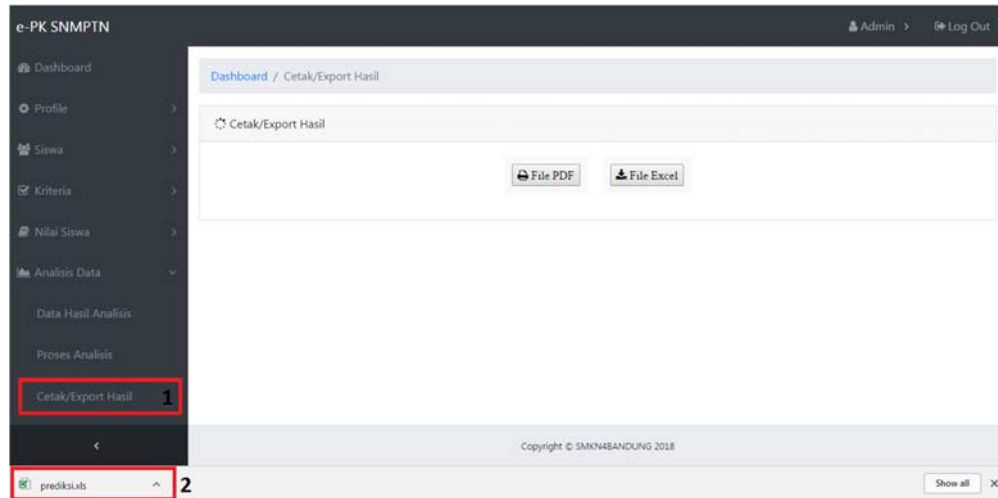 e-PK SNMPTN
Admin
Log Out
Dashboard
Profile
Siswa
Kriteria
Nilai Siswa
Analisis Data
Data Hasil Analisis
Proses Analisis
Cetak/Export Hasil 1
Dashboard / Cetak/Export Hasil
Cetak/Export Hasil
File PDF
File Excel
Copyright © SMKN4BANDUNG 2018
prediksi.xls 2
Show all